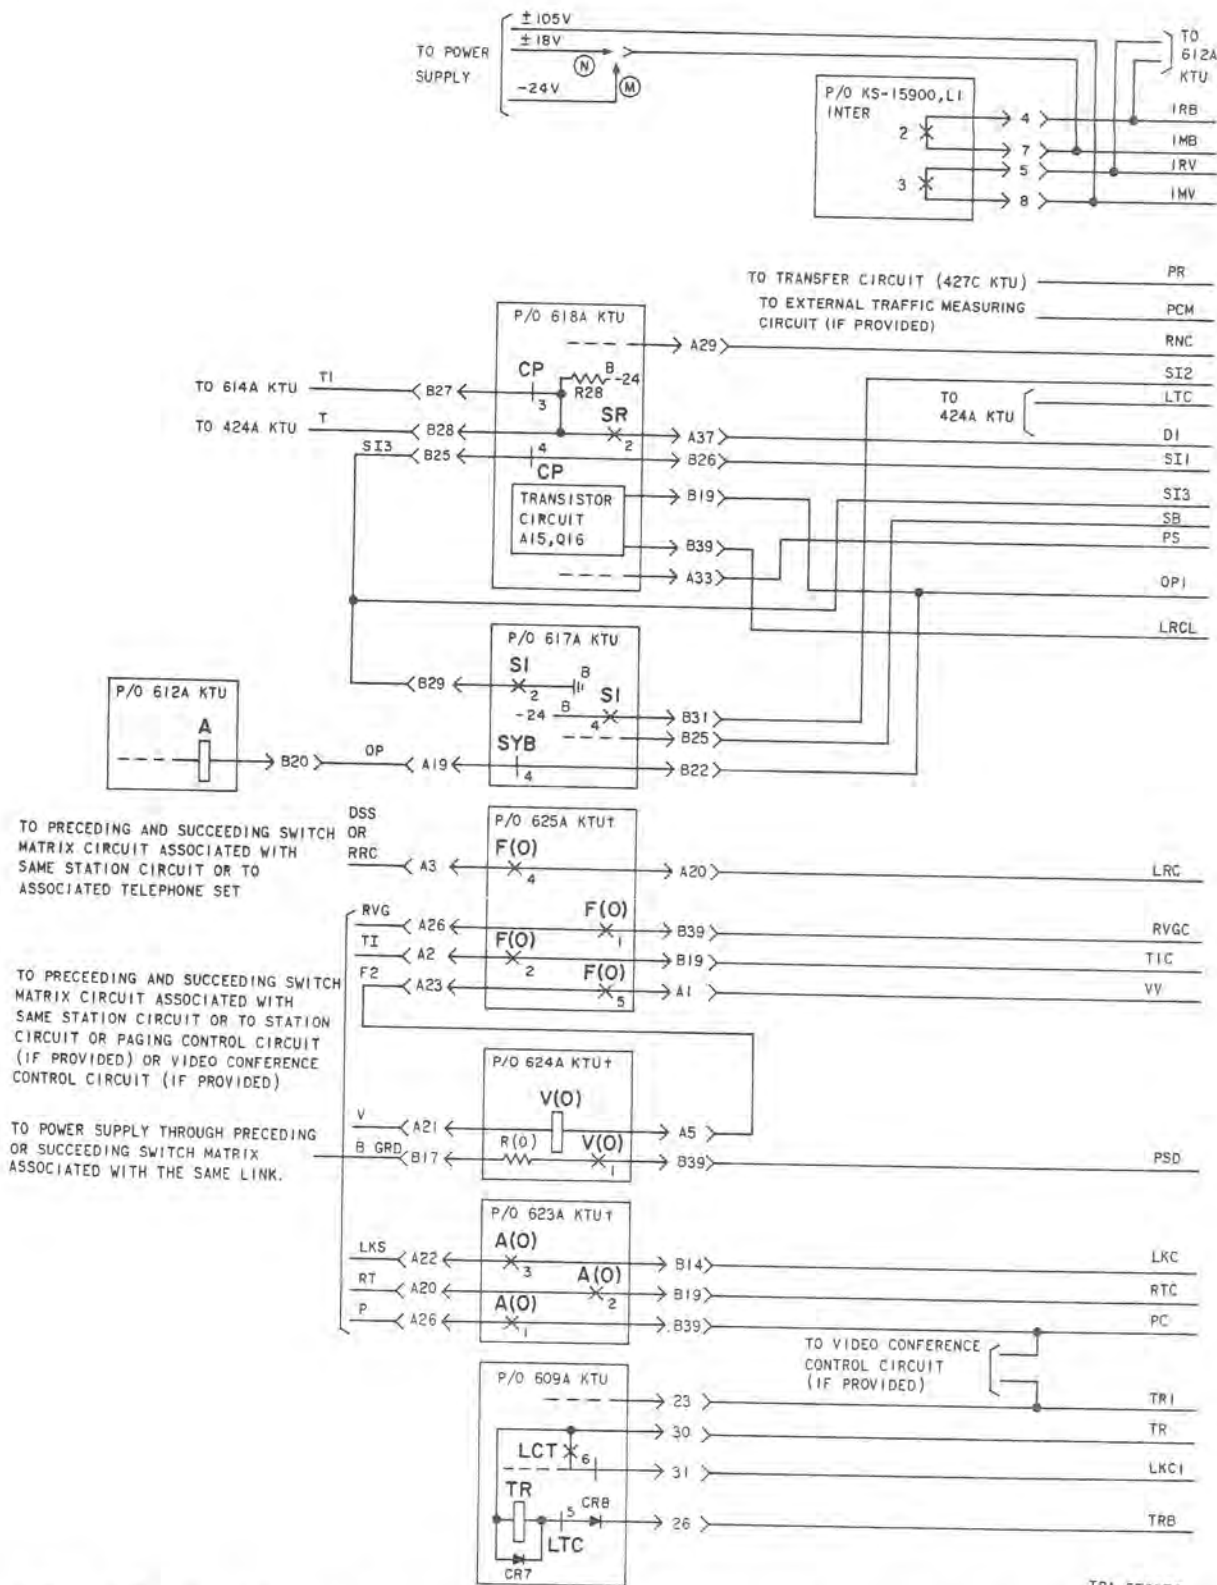 ±105V
±18V
TO POWER
SUPPLY
N
-24V
M
TO
612A
KTU
P/O KS-15900,L1
INTER
2
4
IRB
7
IMB
3
5
IRV
8
IMV
TO TRANSFER CIRCUIT (427C KTU)
PR
TO EXTERNAL TRAFFIC MEASURING
CIRCUIT (IF PROVIDED)
PCM
P/O 618A KTU
A29
RNC
TO 614A KTU
T1
B27
CP
3
B
-24
R28
SI2
TO
424A KTU
LTC
TO 424A KTU
T
B28
SR
2
A37
D1
SI3
B25
4
CP
B26
SI1
TRANSISTOR
CIRCUIT
A15,Q16
B19
SI3
SB
B39
PS
A33
OP1
LRCL
P/O 617A KTU
B29
SI
2
B
-24
B
SI
4
B31
B25
P/O 612A KTU
A
B20
OP
A19
SYB
4
B22
TO PRECEDING AND SUCCEEDING SWITCH
MATRIX CIRCUIT ASSOCIATED WITH
SAME STATION CIRCUIT OR TO
ASSOCIATED TELEPHONE SET
DSS
OR
RRC
A3
P/O 625A KTU†
F(0)
4
A20
LRC
RVG
A26
F(0)
1
B39
RVGC
TI
A2
F(0)
2
B19
TIC
F2
A23
F(0)
5
A1
VV
TO PRECEEDING AND SUCCEEDING SWITCH
MATRIX CIRCUIT ASSOCIATED WITH
SAME STATION CIRCUIT OR TO STATION
CIRCUIT OR PAGING CONTROL CIRCUIT
(IF PROVIDED) OR VIDEO CONFERENCE
CONTROL CIRCUIT (IF PROVIDED)
P/O 624A KTU†
V
A21
V(0)
A5
TO POWER SUPPLY THROUGH PRECEDING
OR SUCCEEDING SWITCH MATRIX
ASSOCIATED WITH THE SAME LINK.
B GRD
B17
R(0)
V(0)
1
B39
PSD
P/O 623A KTU†
LKS
A22
A(0)
3
B14
LKC
RT
A20
A(0)
2
B19
RTC
P
A26
A(0)
1
B39
PC
TO VIDEO CONFERENCE
CONTROL CIRCUIT
(IF PROVIDED)
P/O 609A KTU
23
TR1
30
TR
LCT
6
31
LKC1
TR
5
CR8
26
TRB
LTC
CR7